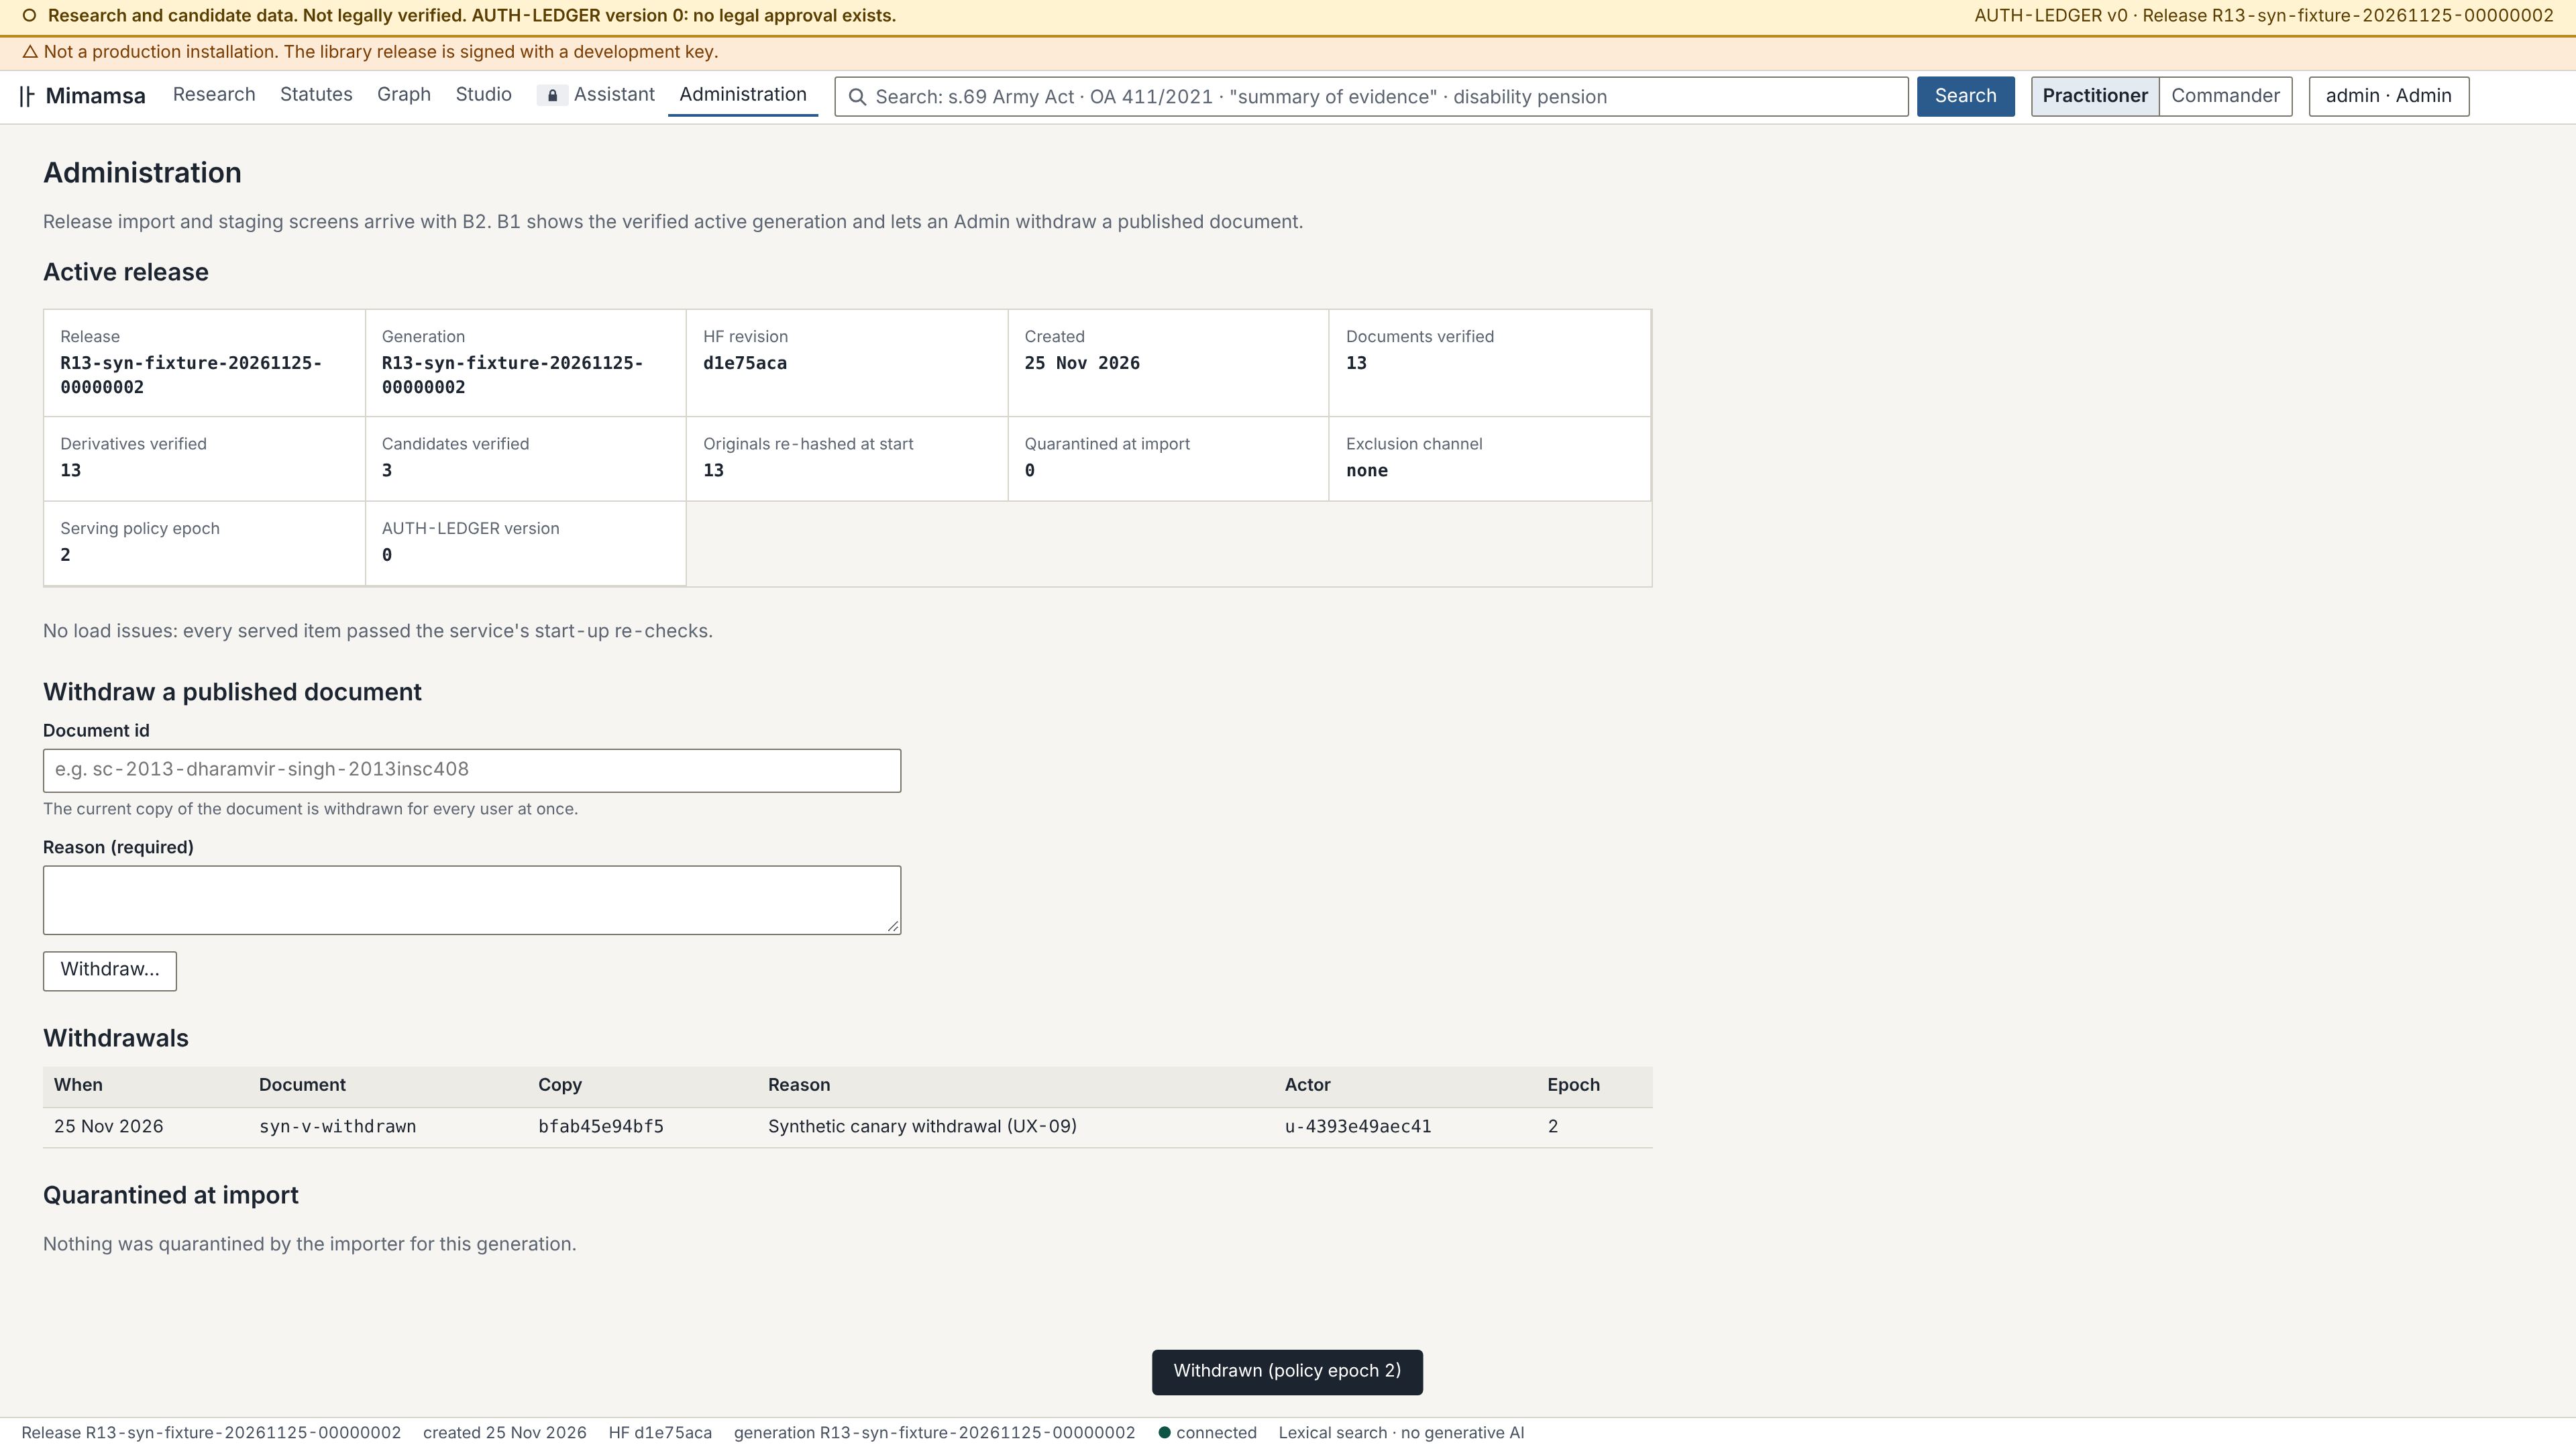 Research and candidate data. Not legally verified. AUTH-LEDGER version 0: no legal approval exists.
AUTH-LEDGER v0 · Release R13-syn-fixture-20261125-00000002
Not a production installation. The library release is signed with a development key.
Mimamsa Research Statutes Graph Studio Assistant Administration Search: s.69 Army Act · OA 411/2021 · "summary of evidence" · disability pension Search Practitioner Commander admin · Admin
Administration
Release import and staging screens arrive with B2. B1 shows the verified active generation and lets an Admin withdraw a published document.
Active release
Release
R13-syn-fixture-20261125-
00000002
Generation
R13-syn-fixture-20261125-
00000002
HF revision
d1e75aca
Created
25 Nov 2026
Documents verified
13
Derivatives verified
13
Candidates verified
3
Originals re-hashed at start
13
Quarantined at import
0
Exclusion channel
none
Serving policy epoch
2
AUTH-LEDGER version
0
No load issues: every served item passed the service's start-up re-checks.
Withdraw a published document
Document id
e.g. sc-2013-dharamvir-singh-2013insc408
The current copy of the document is withdrawn for every user at once.
Reason (required)
Withdraw...
Withdrawals
When Document Copy Reason Actor Epoch
25 Nov 2026 syn-v-withdrawn bfab45e94bf5 Synthetic canary withdrawal (UX-09) u-4393e49aec41 2
Quarantined at import
Nothing was quarantined by the importer for this generation.
Withdrawn (policy epoch 2)
Release R13-syn-fixture-20261125-00000002 created 25 Nov 2026 HF d1e75aca generation R13-syn-fixture-20261125-00000002 connected Lexical search · no generative AI